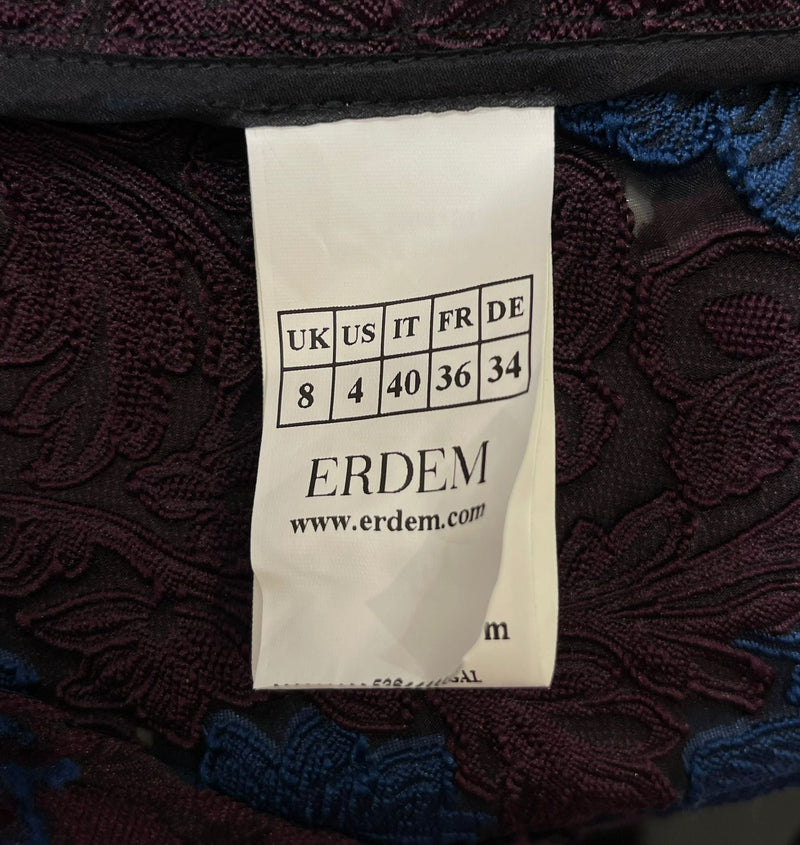 UK US IT FR DE
8 4 40 36 34
ERDEM
www.erdem.com
m